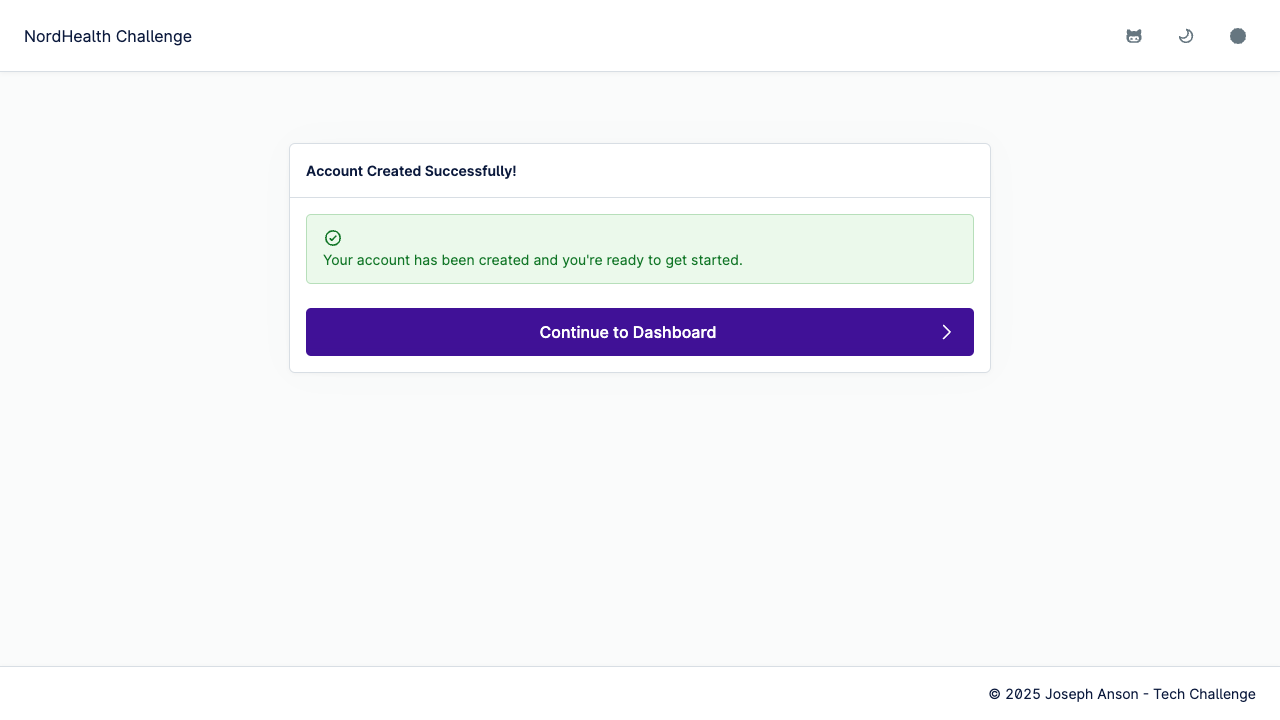 NordHealth Challenge
Account Created Successfully!
Your account has been created and you're ready to get started.
Continue to Dashboard
© 2025 Joseph Anson - Tech Challenge